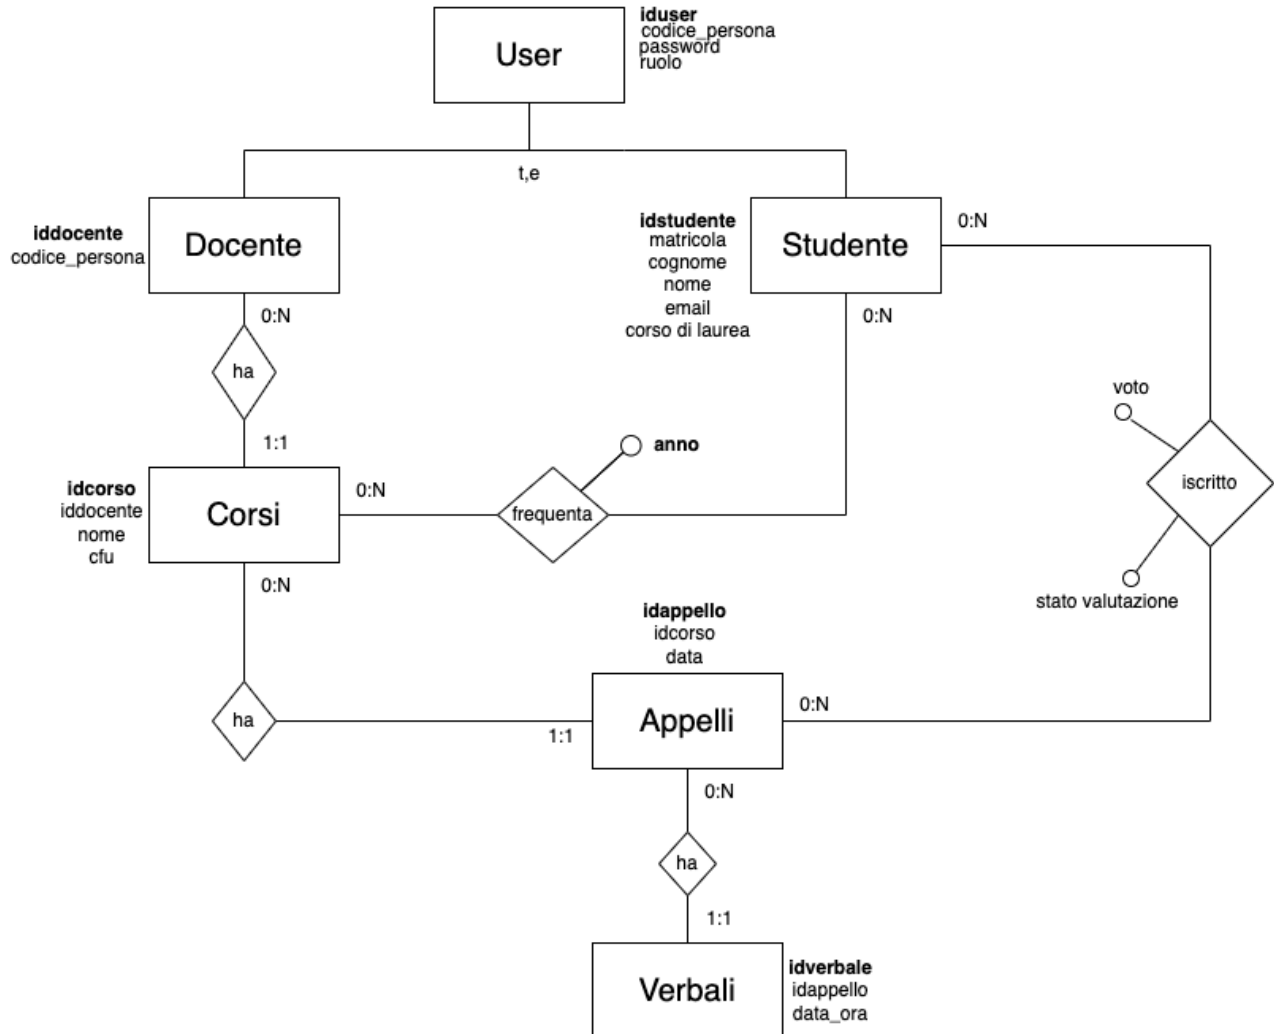 User
iduser
codice_persona
password
ruolo
t,e
iddocente
codice_persona
Docente
idstudente
matricola
cognome
nome
email
corso di laurea
Studente
0:N
0:N
0:N
ha
voto
1:1
anno
idcorso
iddocente
nome
cfu
Corsi
0:N
frequenta
iscritto
0:N
stato valutazione
idappello
idcorso
data
ha
1:1
Appelli
0:N
0:N
ha
1:1
Verbali
idverbale
idappello
data_ora